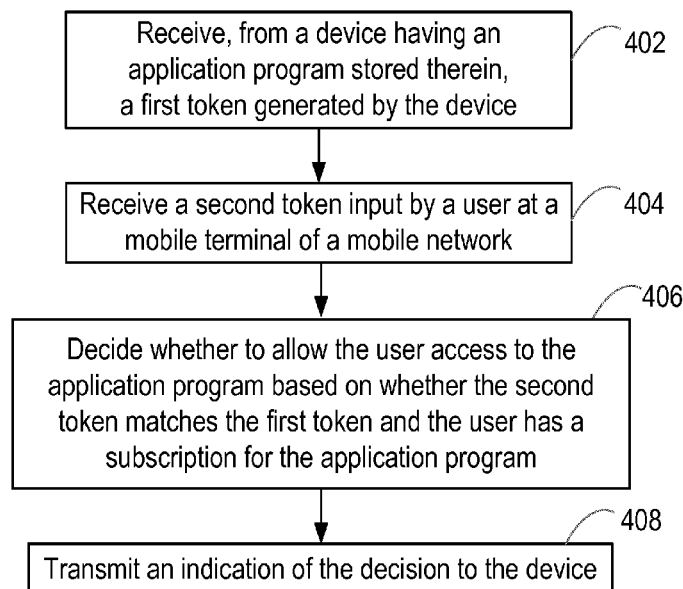 Receive, from a device having an
application program stored therein,
a first token generated by the device
402
Receive a second token input by a user at a
mobile terminal of a mobile network
404
406
Decide whether to allow the user access to the
application program based on whether the second
token matches the first token and the user has a
subscription for the application program
408
Transmit an indication of the decision to the device